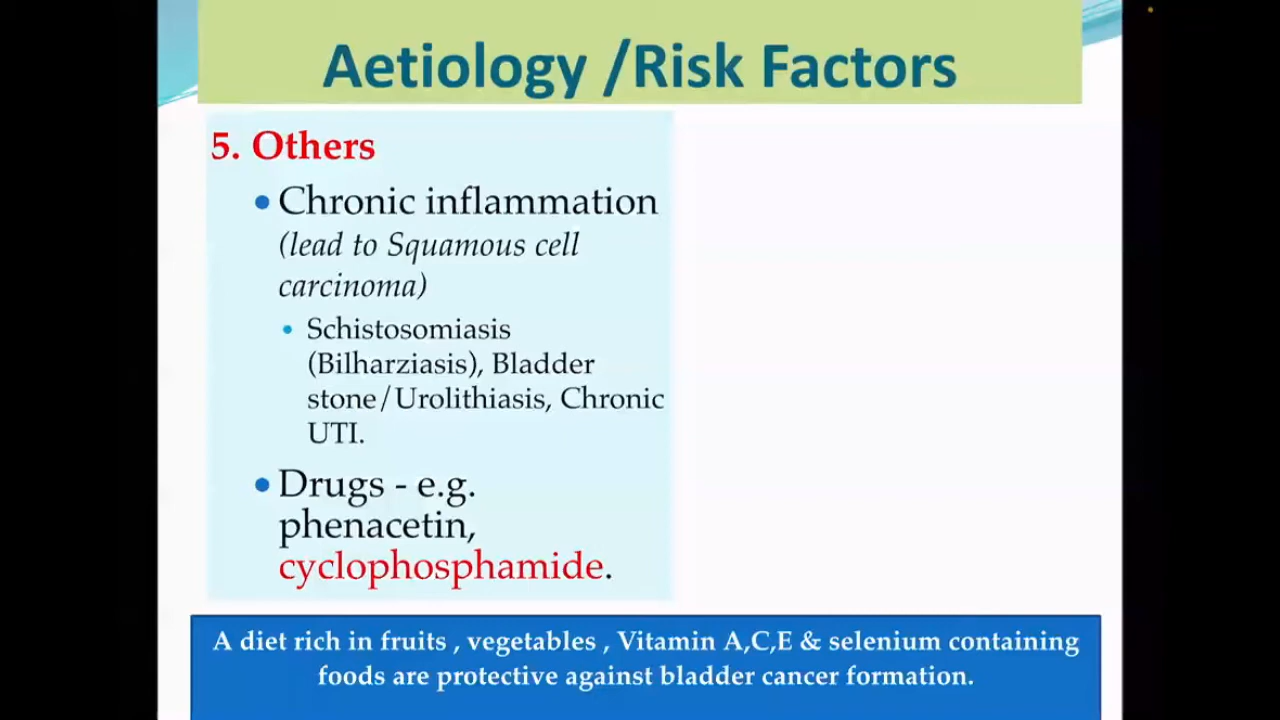 Aetiology /Risk Factors
5. Others
• Chronic inflammation
(lead to Squamous cell
carcinoma)
• Schistosomiasis
(Bilharziasis), Bladder
stone/Urolithiasis, Chronic
UTI.
• Drugs - e.g.
phenacetin,
cyclophosphamide.
A diet rich in fruits , vegetables , Vitamin A,C,E & selenium containing
foods are protective against bladder cancer formation.